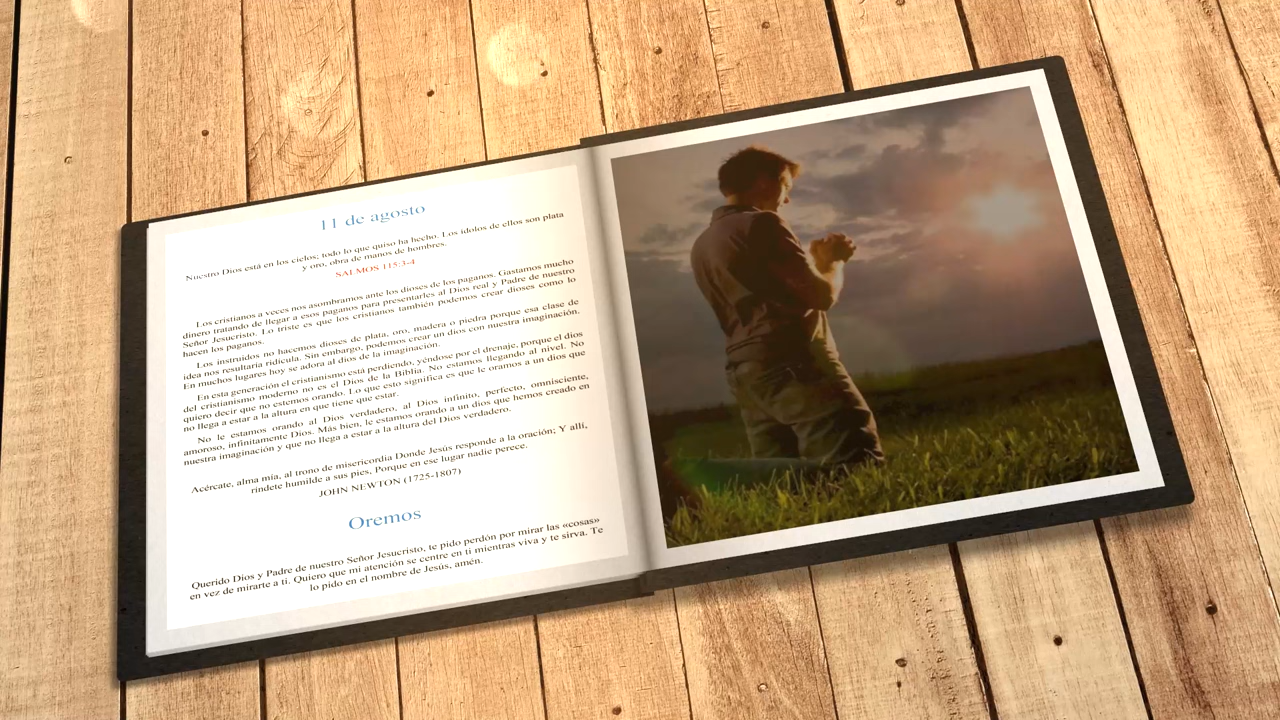 11 de agosto
Nuestro Dios está en los cielos; todo lo que quiso ha hecho. Los ídolos de ellos son plata
y oro, obra de manos de hombres.
SALMOS 115:3-4
Los cristianos a veces nos asombramos ante los dioses de los paganos. Gastamos mucho
dinero tratando de llegar a esos paganos para presentarles al Dios real y Padre de nuestro
Señor Jesucristo. Lo triste es que los cristianos también podemos crear dioses como lo
hacen los paganos.
Los instruidos no hacemos dioses de plata, oro, madera o piedra porque esa clase de
idea nos resultaría ridícula. Sin embargo, podemos crear un dios con nuestra imaginación.
En muchos lugares hoy se adora al dios de la imaginación.
En esta generación el cristianismo está perdiendo, yéndose por el drenaje, porque el dios
del cristianismo moderno no es el Dios de la Biblia. No estamos llegando al nivel. No
quiero decir que no estemos orando. Lo que esto significa es que le oramos a un dios que
no llega a estar a la altura en que tiene que estar.
No le estamos orando al Dios verdadero, al Dios infinito, perfecto, omnisciente,
amoroso, infinitamente Dios. Más bien, le estamos orando a un dios que hemos creado en
nuestra imaginación y que no llega a estar a la altura del Dios verdadero.
Acércate, alma mía, al trono de misericordia Donde Jesús responde a la oración; Y allí,
ríndete humilde a sus pies, Porque en ese lugar nadie perece.
JOHN NEWTON (1725-1807)
Oremos
Querido Dios y Padre de nuestro Señor Jesucristo, te pido perdón por mirar las «cosas»
en vez de mirarte a ti. Quiero que mi atención se centre en ti mientras viva y te sirva. Te
lo pido en el nombre de Jesús, amén.